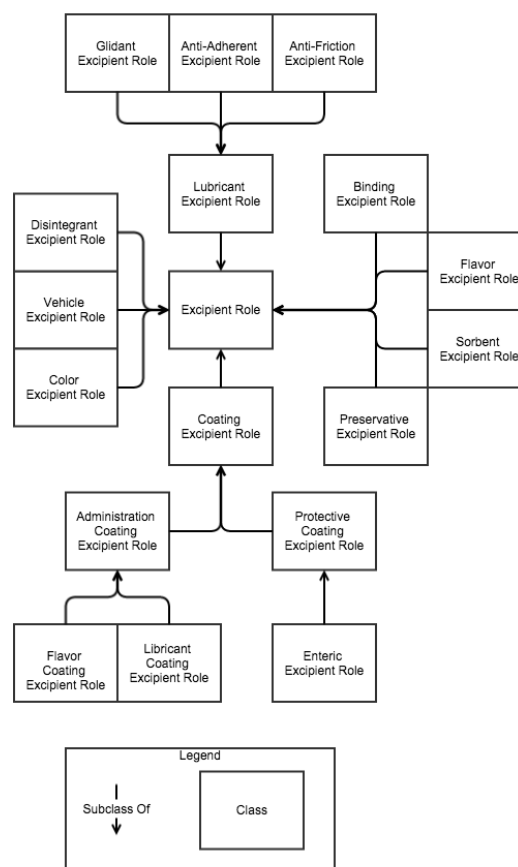 Glidant
Excipient Role
Anti-Adherent
Excipient Role
Anti-Friction
Excipient Role
Lubricant
Excipient Role
Binding
Excipient Role
Disintegrant
Excipient Role
Flavor
Excipient Role
Vehicle
Excipient Role
Excipient Role
Sorbent
Excipient Role
Color
Excipient Role
Coating
Excipient Role
Preservative
Excipient Role
Administration
Coating
Excipient Role
Protective
Coating
Excipient Role
Flavor
Coating
Excipient Role
Libricant
Coating
Excipient Role
Enteric
Excipient Role
Legend
Subclass Of
Class